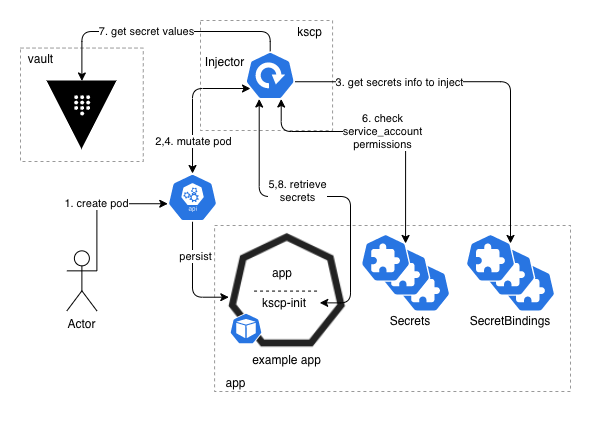 7. get secret values
kscp
vault
Injector
3. get secrets info to inject
6. check
service_account
permissions
2,4. mutate pod
5,8. retrieve
secrets
1. create pod
api
persist
app
kscp-init
Actor
Secrets
SecretBindings
example app
app